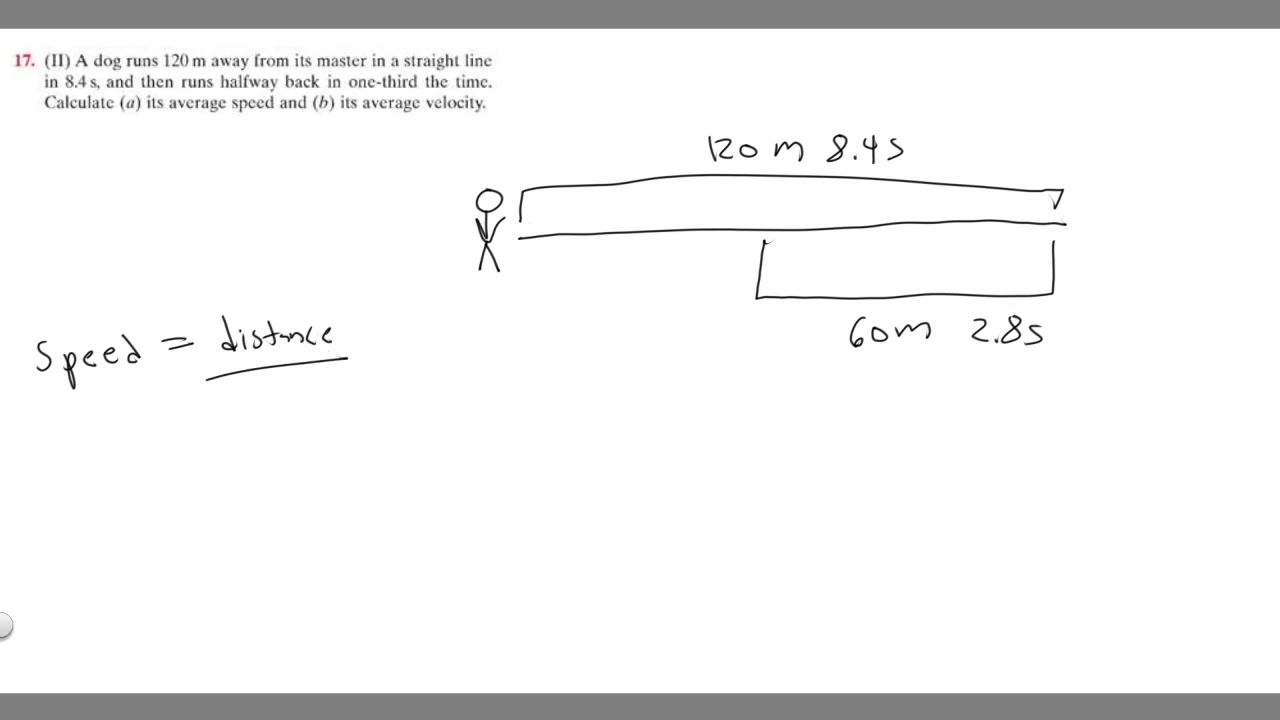 17. (II) A dog runs 120 m away from its master in a straight line
in 8.4 s, and then runs halfway back in one-third the time.
Calculate (a) its average speed and (b) its average velocity.
120 m 8.4 s
60m 2.8s
Speed = distance